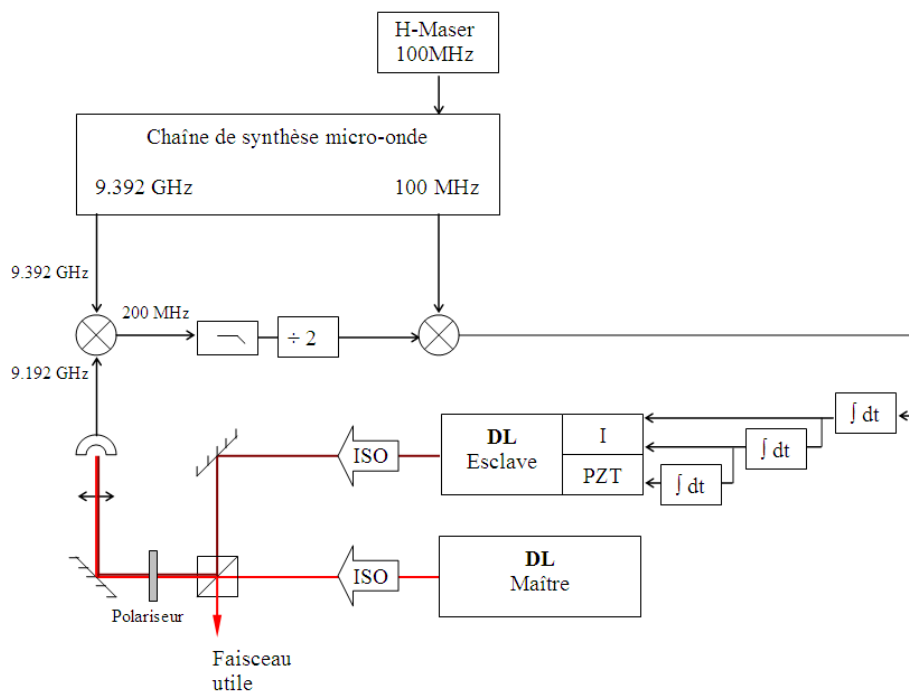 H-Maser
100MHz
Chaîne de synthèse micro-onde
9.392 GHz
100 MHz
9.392 GHz
200 MHz
÷ 2
9.192 GHz
∫ dt
DL
Esclave
I
PZT
∫ dt
∫ dt
ISO
DL
Maître
ISO
Polariseur
Faisceau
utile